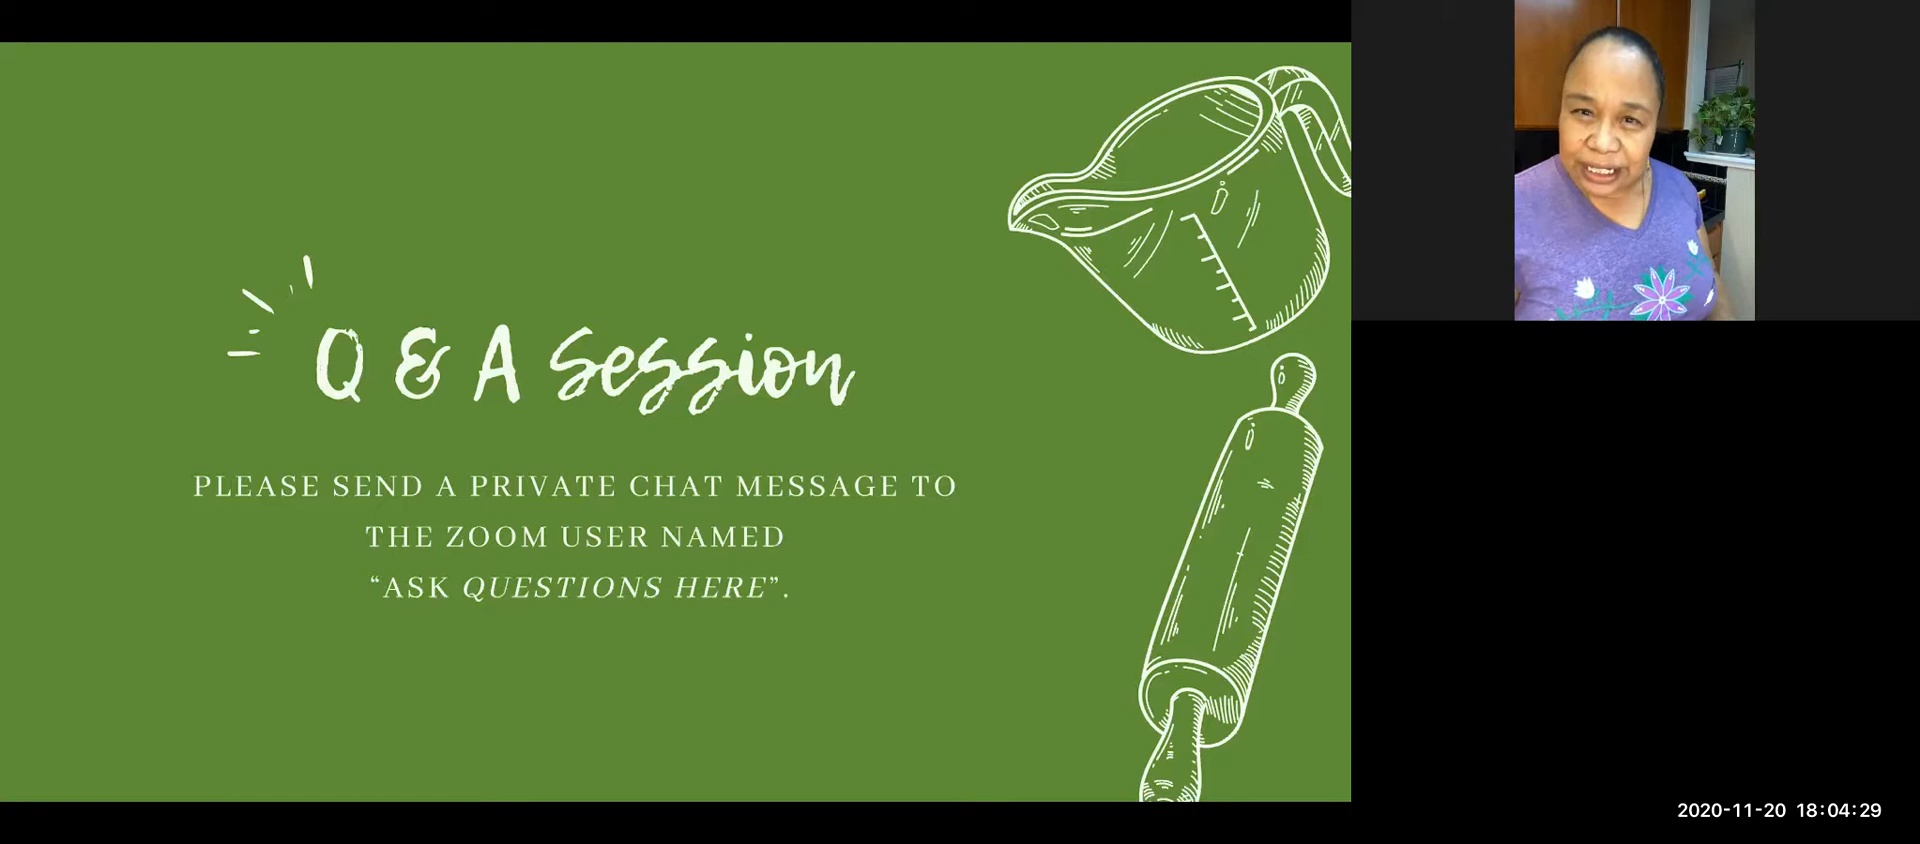 Q & A Session
PLEASE SEND A PRIVATE CHAT MESSAGE TO
THE ZOOM USER NAMED
“ASK QUESTIONS HERE”.
2020-11-20 18:04:29